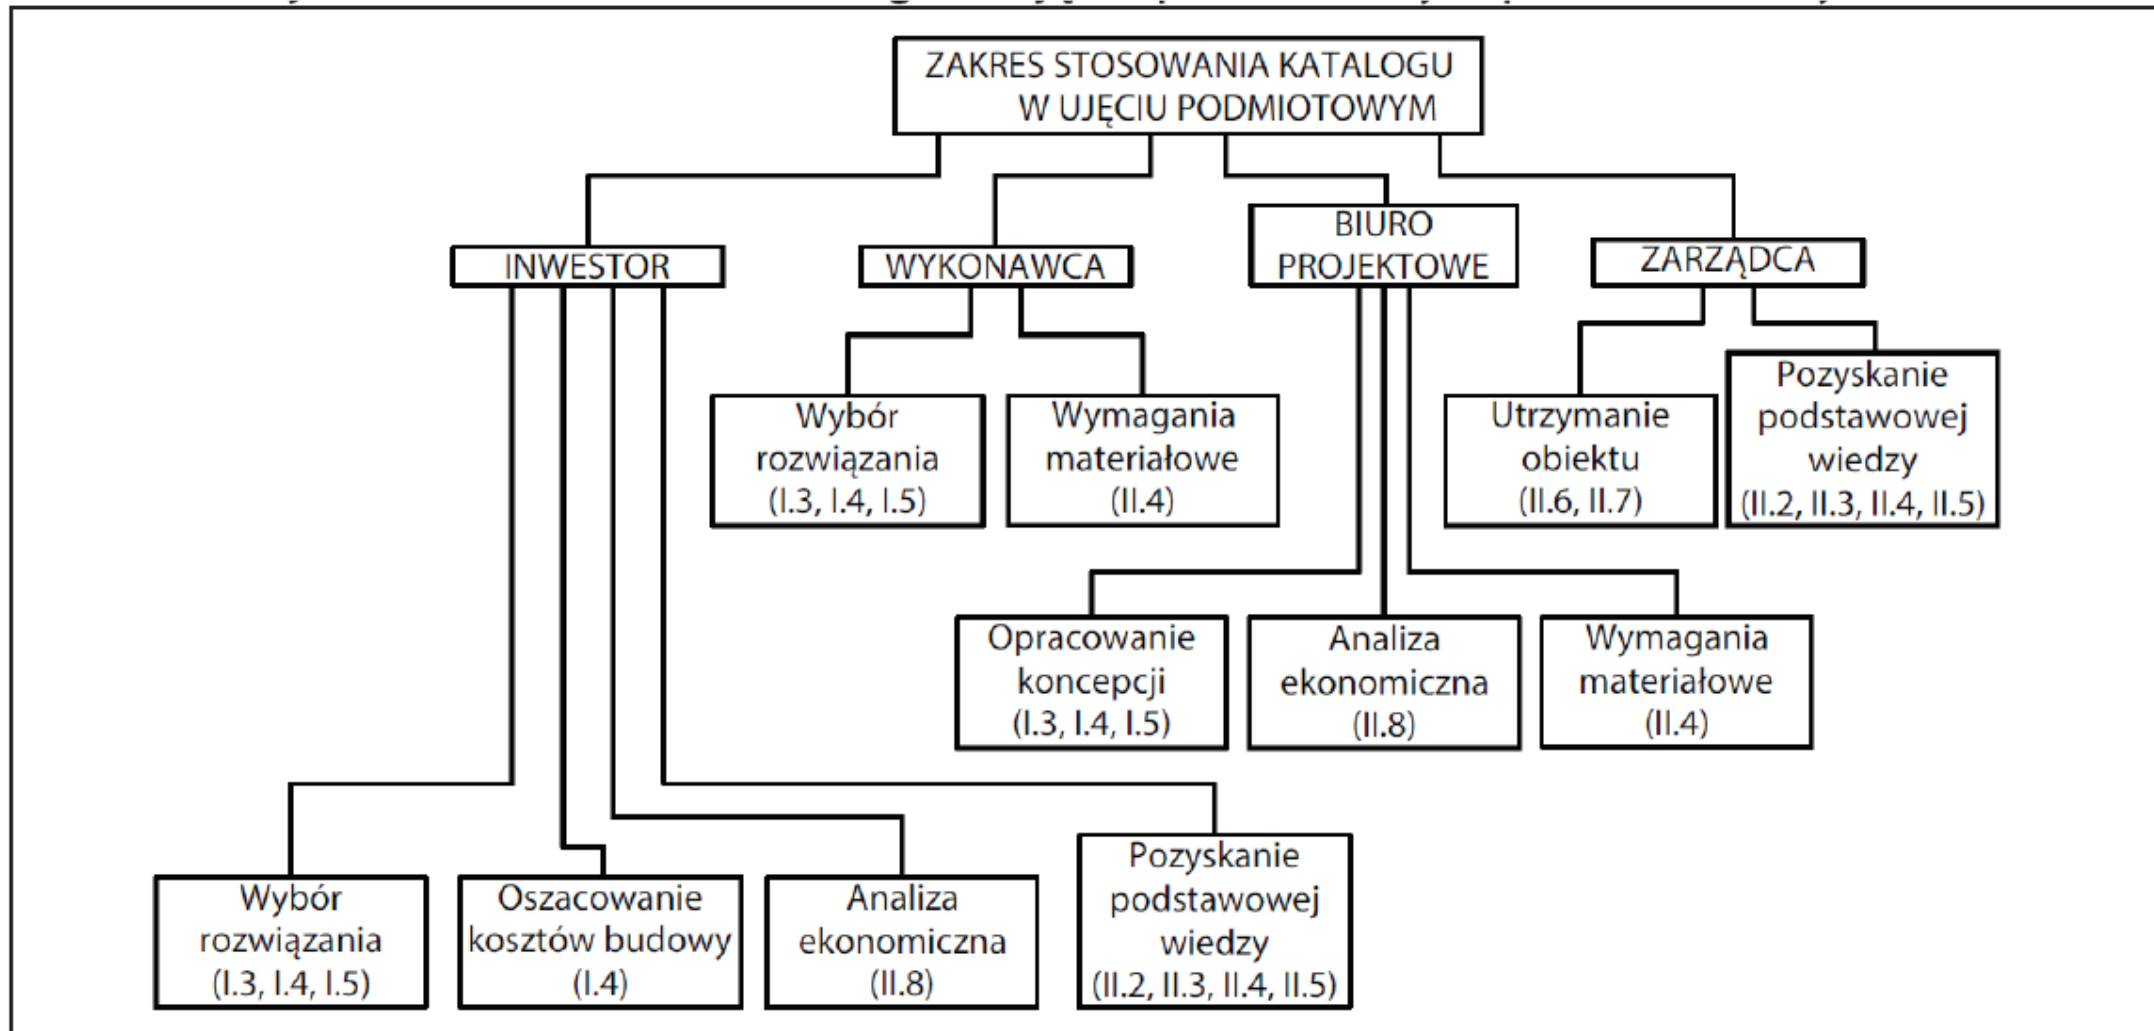 ZAKRES STOSOWANIA KATALOGU
W UJĘCIU PODMIOTOWYM
INWESTOR
WYKONAWCA
BIURO
PROJEKTOWE
ZARZĄDCA
Wybór
rozwiązania
(I.3, I.4, I.5)
Wymagania
materiałowe
(II.4)
Utrzymanie
obiektu
(II.6, II.7)
Pozyskanie
podstawowej
wiedzy
(II.2, II.3, II.4, II.5)
Opracowanie
koncepcji
(I.3, I.4, I.5)
Analiza
ekonomiczna
(II.8)
Wymagania
materiałowe
(II.4)
Wybór
rozwiązania
(I.3, I.4, I.5)
Oszacowanie
kosztów budowy
(I.4)
Analiza
ekonomiczna
(II.8)
Pozyskanie
podstawowej
wiedzy
(II.2, II.3, II.4, II.5)